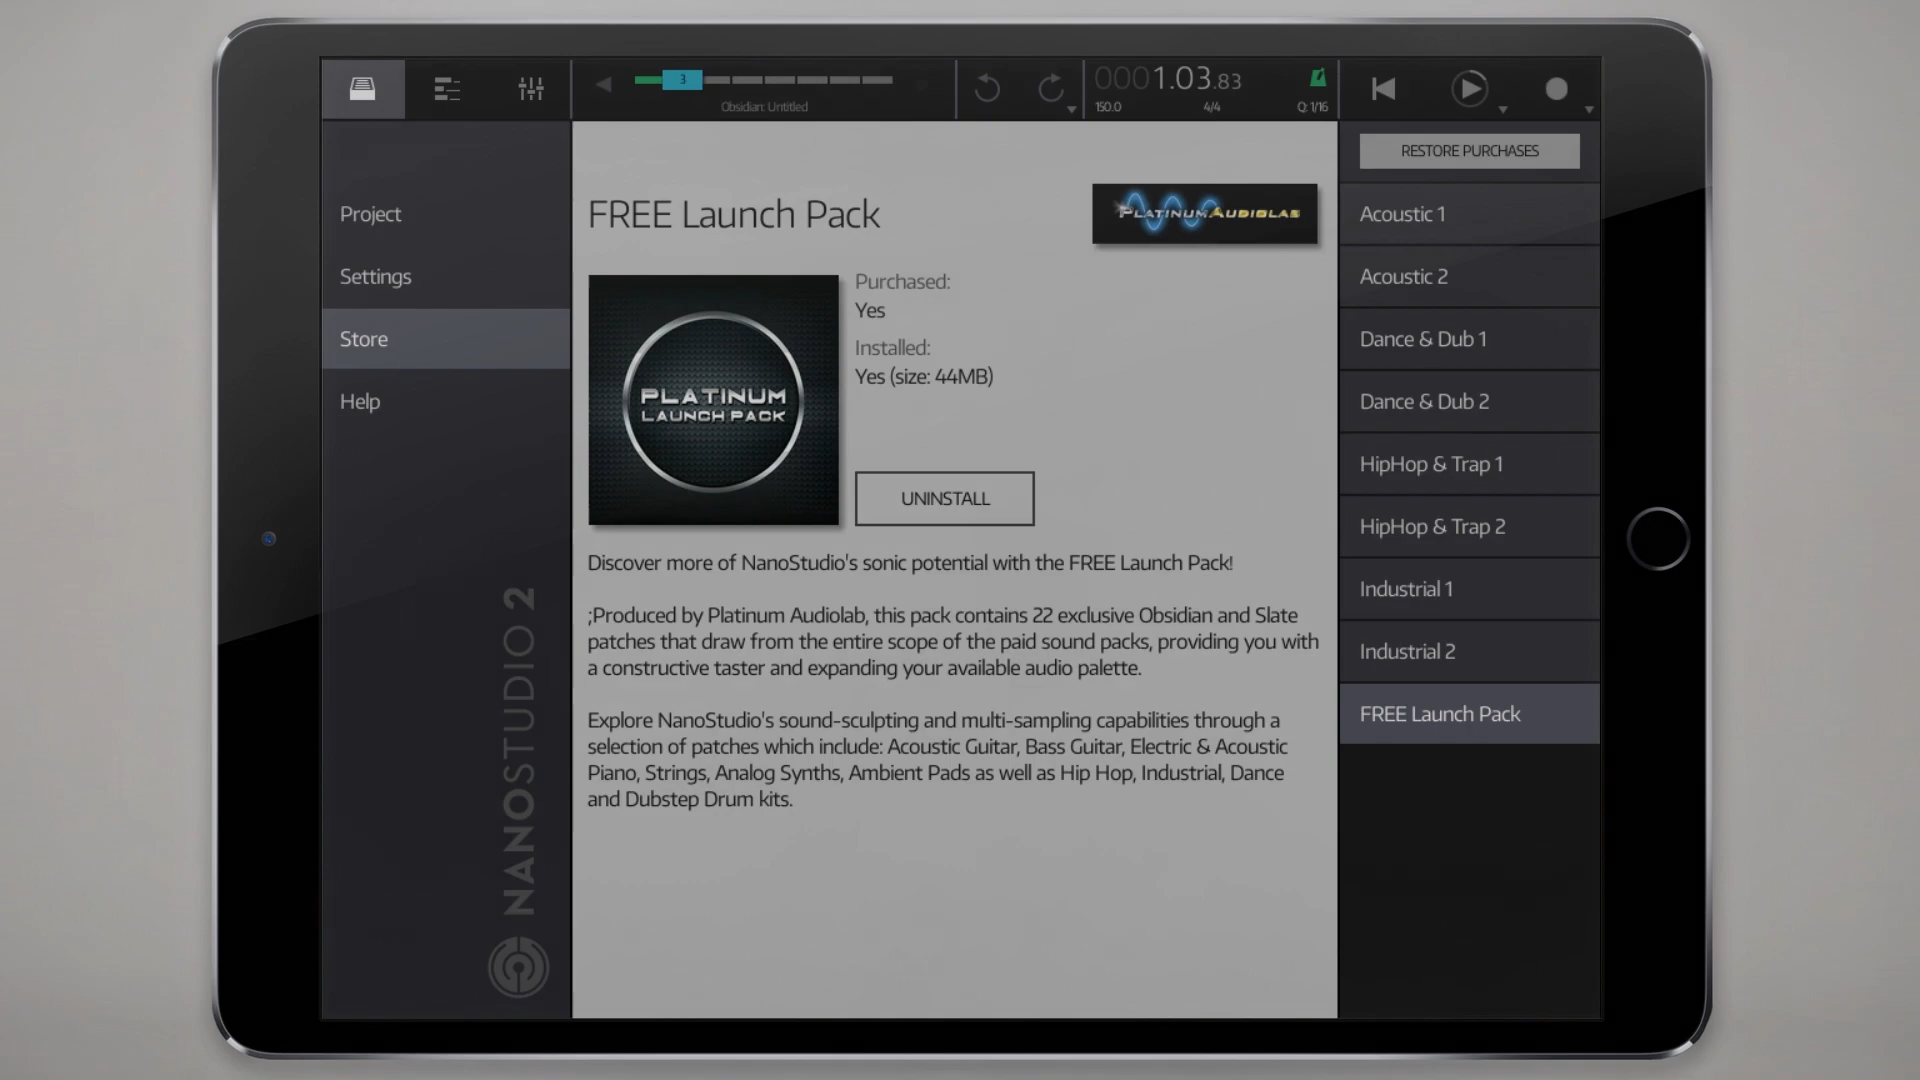 3
Obsidian: Untitled
0001.03.83
150.0
4/4
Q: 1/16
Project
Settings
Store
Help
NANOSTUDIO 2
FREE Launch Pack
PLATINUMAUDIOLAB
PLATINUM
LAUNCH PACK
Purchased:
Yes
Installed:
Yes (size: 44MB)
UNINSTALL
Discover more of NanoStudio's sonic potential with the FREE Launch Pack!
;Produced by Platinum Audiolab, this pack contains 22 exclusive Obsidian and Slate
patches that draw from the entire scope of the paid sound packs, providing you with
a constructive taster and expanding your available audio palette.
Explore NanoStudio's sound-sculpting and multi-sampling capabilities through a
selection of patches which include: Acoustic Guitar, Bass Guitar, Electric & Acoustic
Piano, Strings, Analog Synths, Ambient Pads as well as Hip Hop, Industrial, Dance
and Dubstep Drum kits.
RESTORE PURCHASES
Acoustic 1
Acoustic 2
Dance & Dub 1
Dance & Dub 2
HipHop & Trap 1
HipHop & Trap 2
Industrial 1
Industrial 2
FREE Launch Pack